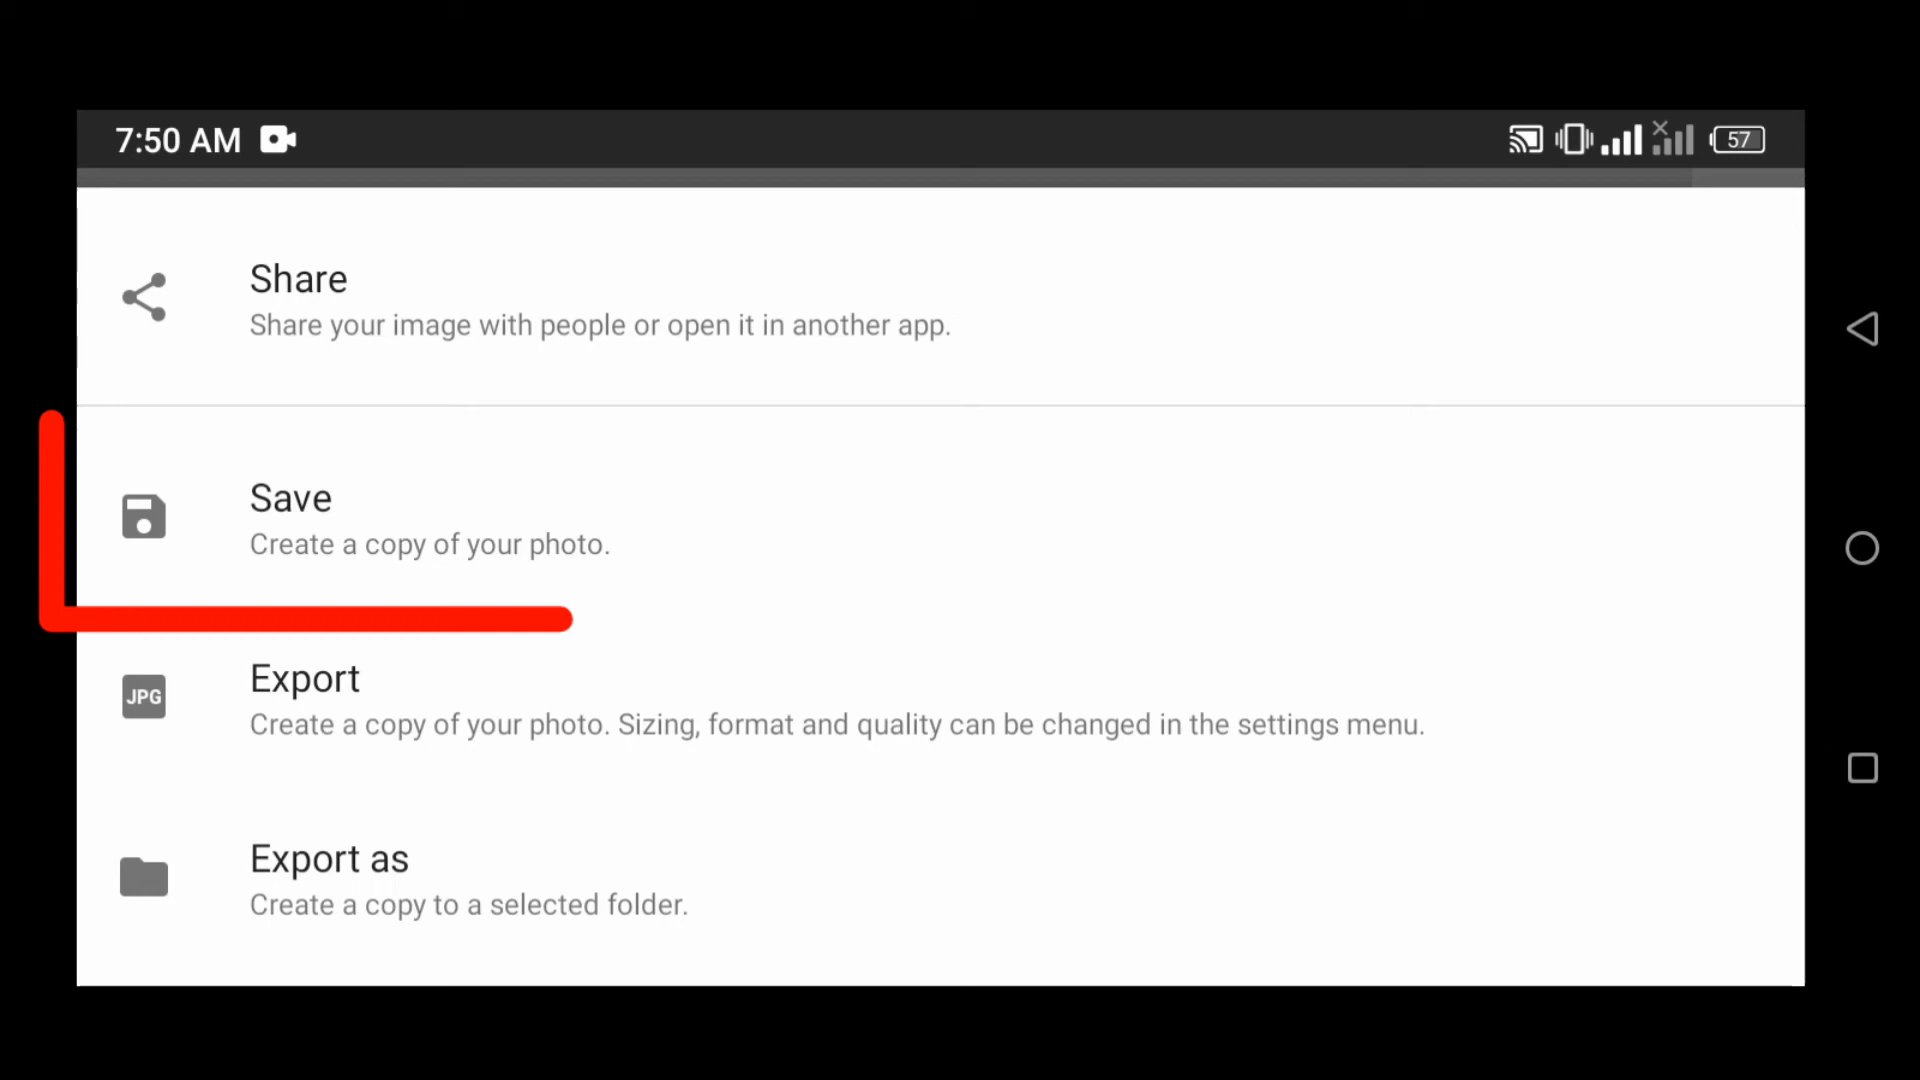 7:50 AM
57
Share
Share your image with people or open it in another app.
Save
Create a copy of your photo.
JPG
Export
Create a copy of your photo. Sizing, format and quality can be changed in the settings menu.
Export as
Create a copy to a selected folder.